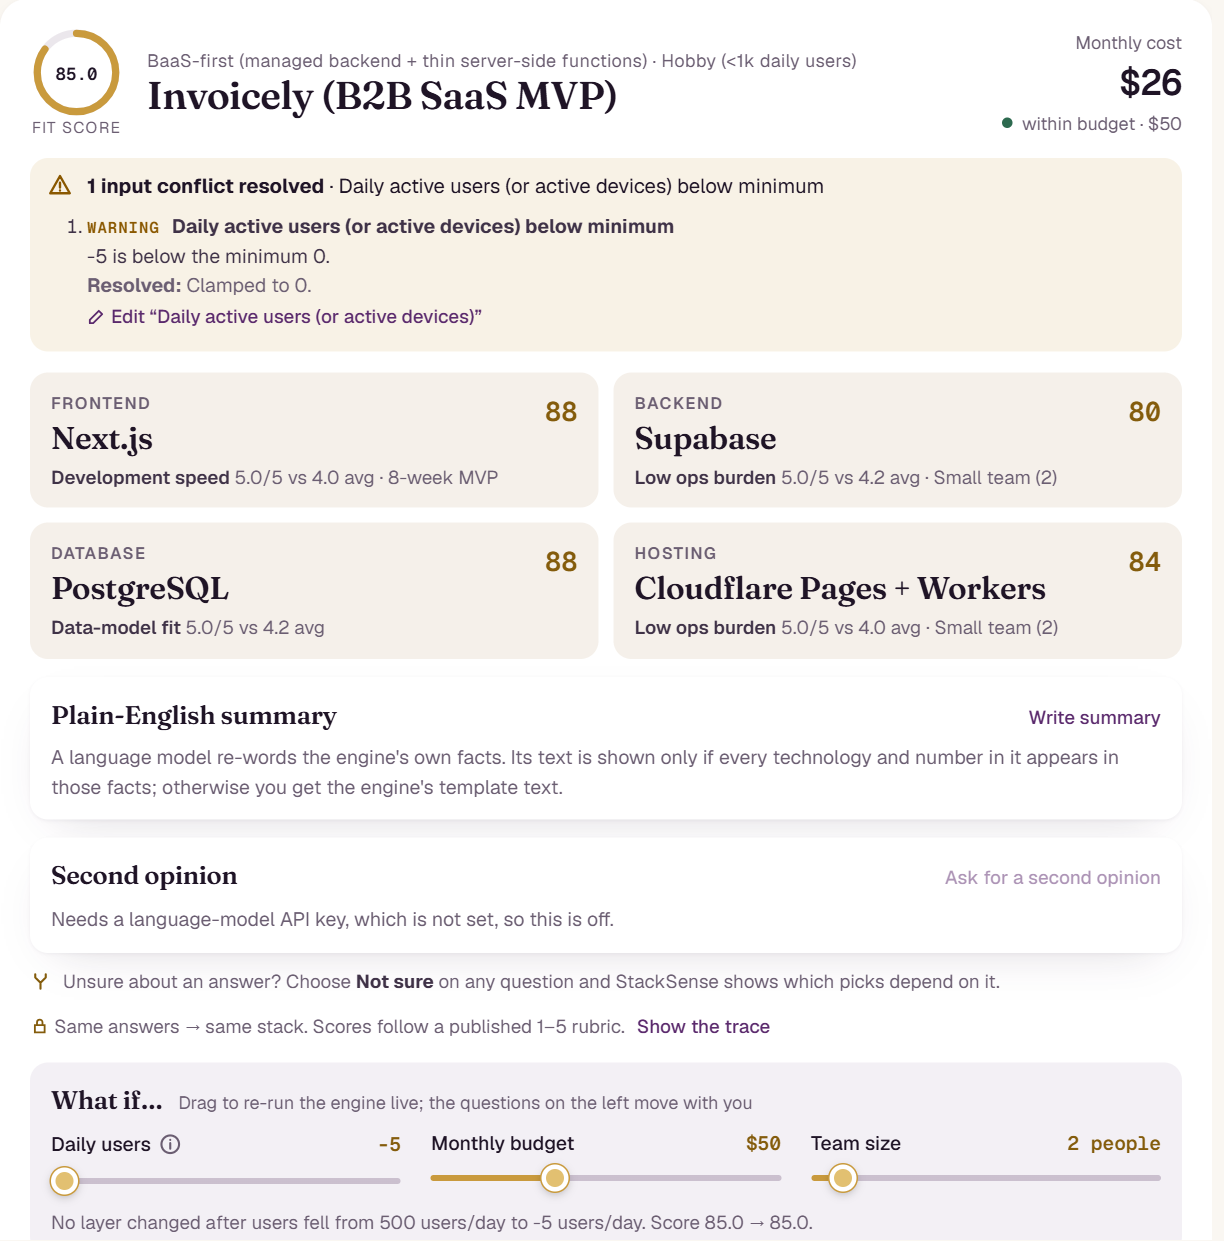 85.0
FIT SCORE
BaaS-first (managed backend + thin server-side functions) · Hobby (<1k daily users)
Invoicely (B2B SaaS MVP)
Monthly cost
$26
within budget · $50
1 input conflict resolved · Daily active users (or active devices) below minimum
1. WARNING Daily active users (or active devices) below minimum
-5 is below the minimum 0.
Resolved: Clamped to 0.
Edit “Daily active users (or active devices)”
FRONTEND
88
Next.js
Development speed 5.0/5 vs 4.0 avg · 8-week MVP
BACKEND
80
Supabase
Low ops burden 5.0/5 vs 4.2 avg · Small team (2)
DATABASE
88
PostgreSQL
Data-model fit 5.0/5 vs 4.2 avg
HOSTING
84
Cloudflare Pages + Workers
Low ops burden 5.0/5 vs 4.0 avg · Small team (2)
Plain-English summary
Write summary
A language model re-words the engine's own facts. Its text is shown only if every technology and number in it appears in
those facts; otherwise you get the engine's template text.
Second opinion
Ask for a second opinion
Needs a language-model API key, which is not set, so this is off.
Unsure about an answer? Choose Not sure on any question and StackSense shows which picks depend on it.
Same answers → same stack. Scores follow a published 1–5 rubric. Show the trace
What if… Drag to re-run the engine live; the questions on the left move with you
Daily users
-5
Monthly budget
$50
Team size
2 people
No layer changed after users fell from 500 users/day to -5 users/day. Score 85.0 → 85.0.